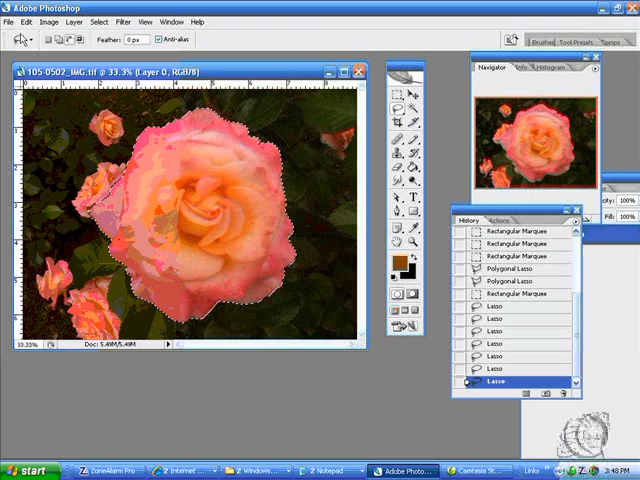 Adobe Photoshop
File Edit Image Layer Select Filter View Window Help
Feather: 0 px Anti-alias
Brushes Tool Presets Comps
105-0502_IMG.tif @ 33.3% (Layer 0, RGB/8)
Navigator Info Histogram
100%
Fill: 100%
History Actions
Rectangular Marquee
Rectangular Marquee
Rectangular Marquee
Polygonal Lasso
Polygonal Lasso
Rectangular Marquee
Lasso
Lasso
Lasso
Lasso
Lasso
Lasso
Lasso
33.33% Doc: 5.49M/5.49M
start ZoneAlarm Pro 2 Internet ... 2 Windows... 2 Notepad Adobe Photo... Camtasia St... Links 3:48 PM